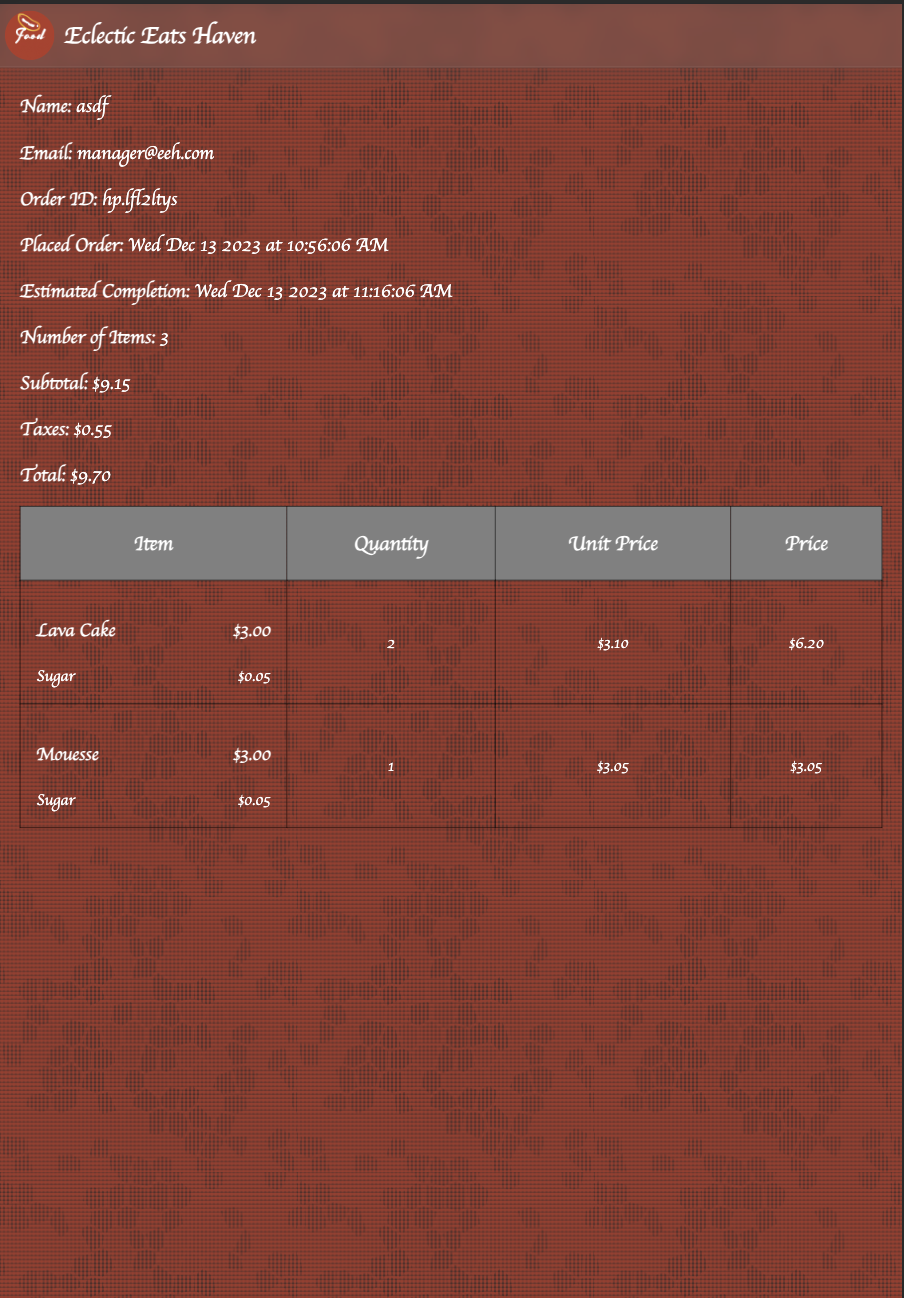 Food
Eclectic Eats Haven
Name: asdf
Email: manager@eeh.com
Order ID: hp.lfl2ltys
Placed Order: Wed Dec 13 2023 at 10:56:06 AM
Estimated Completion: Wed Dec 13 2023 at 11:16:06 AM
Number of Items: 3
Subtotal: $9.15
Taxes: $0.55
Total: $9.70
Item Quantity Unit Price Price
Lava Cake $3.00 2 $3.10 $6.20
Sugar $0.05
Mouesse $3.00 1 $3.05 $3.05
Sugar $0.05